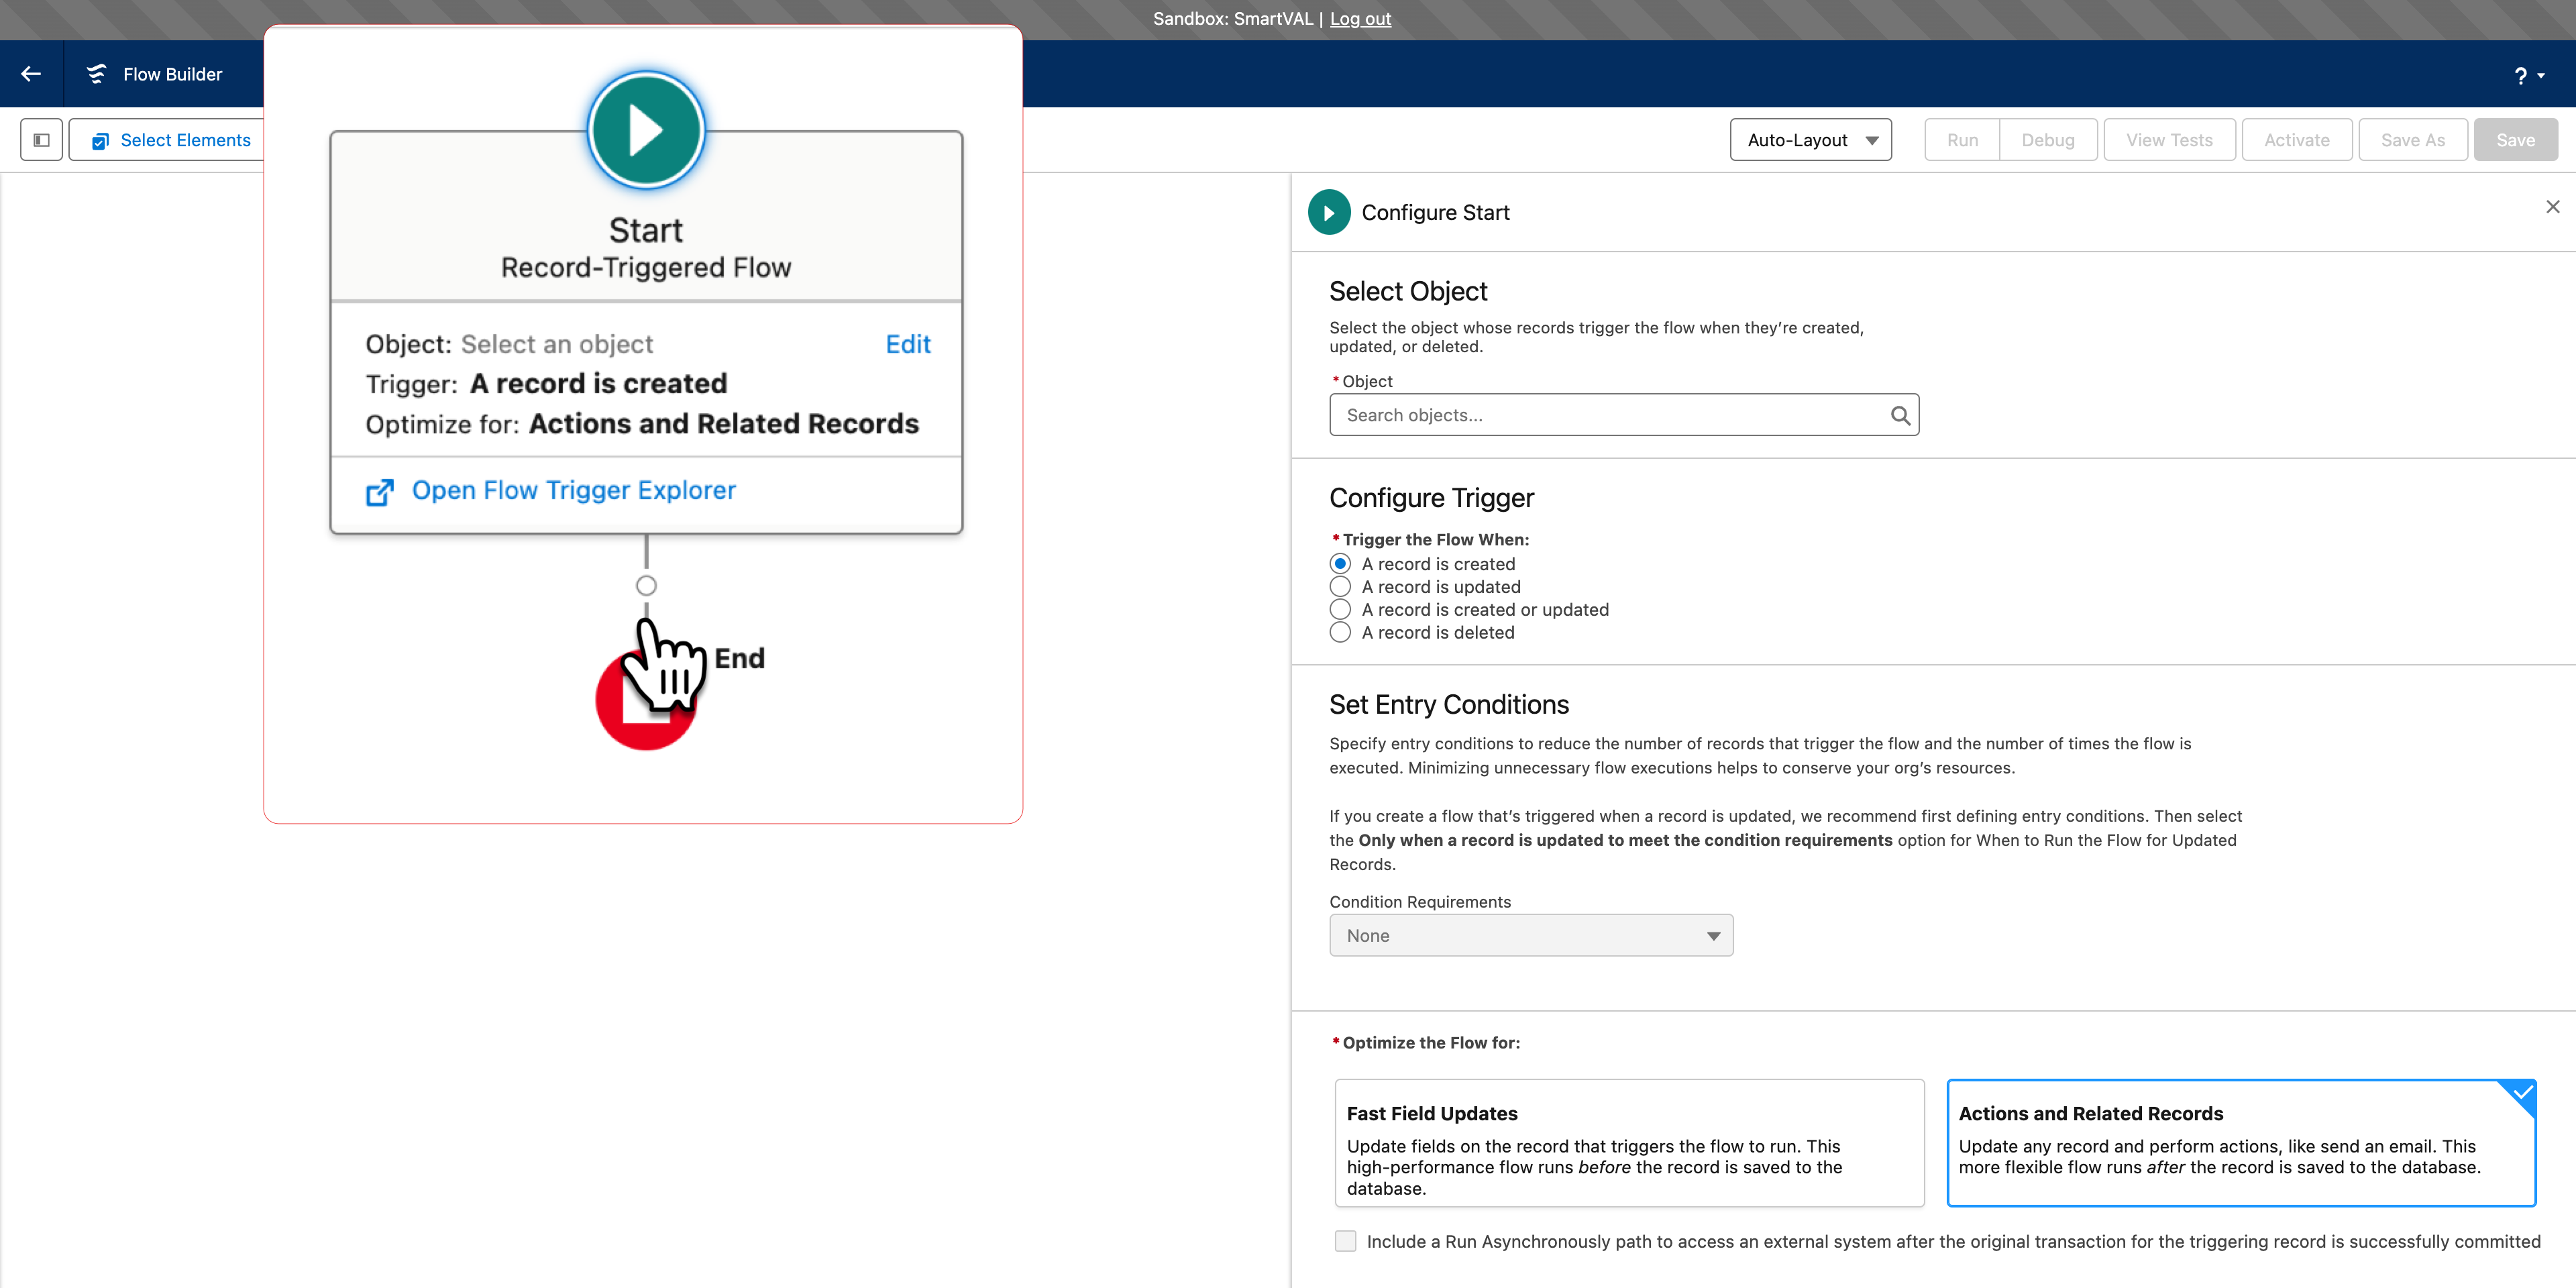 Sandbox: SmartVAL | Log out
Flow Builder
?
Select Elements
Auto-Layout
Run
Debug
View Tests
Activate
Save As
Save
Start
Record-Triggered Flow
Object: Select an object
Edit
Trigger: A record is created
Optimize for: Actions and Related Records
Open Flow Trigger Explorer
End
Configure Start
Select Object
Select the object whose records trigger the flow when they’re created,
updated, or deleted.
* Object
Search objects...
Configure Trigger
* Trigger the Flow When:
A record is created
A record is updated
A record is created or updated
A record is deleted
Set Entry Conditions
Specify entry conditions to reduce the number of records that trigger the flow and the number of times the flow is
executed. Minimizing unnecessary flow executions helps to conserve your org’s resources.
If you create a flow that’s triggered when a record is updated, we recommend first defining entry conditions. Then select
the Only when a record is updated to meet the condition requirements option for When to Run the Flow for Updated
Records.
Condition Requirements
None
* Optimize the Flow for:
Fast Field Updates
Update fields on the record that triggers the flow to run. This
high-performance flow runs before the record is saved to the
database.
Actions and Related Records
Update any record and perform actions, like send an email. This
more flexible flow runs after the record is saved to the database.
Include a Run Asynchronously path to access an external system after the original transaction for the triggering record is successfully committed